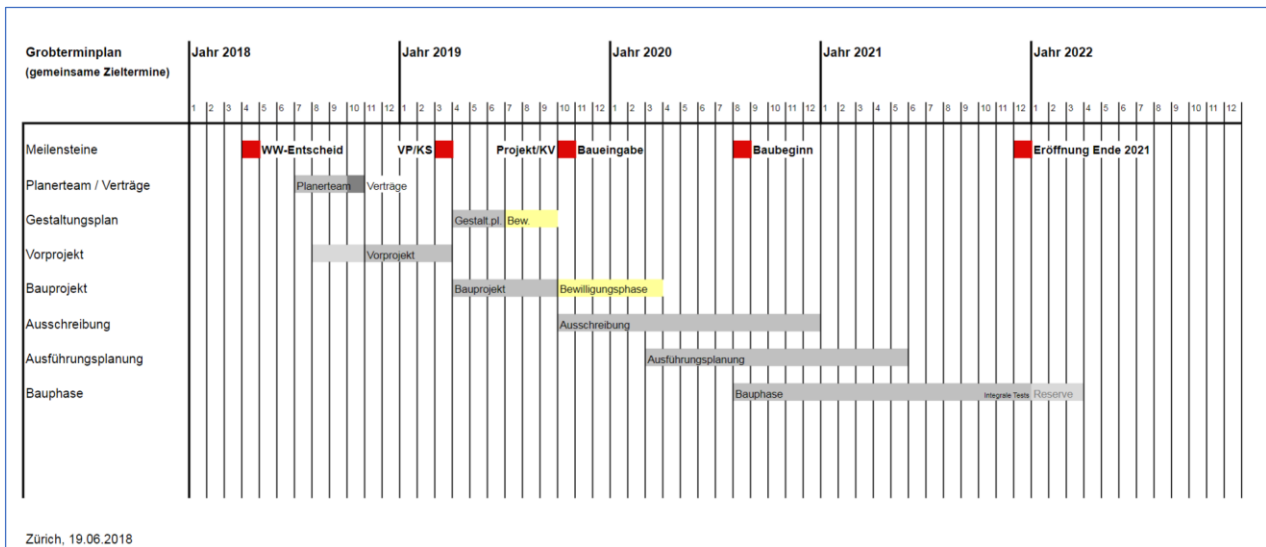 Grobterminplan
(gemeinsame Zieltermine)
Jahr 2018 Jahr 2019 Jahr 2020 Jahr 2021 Jahr 2022
1 2 3 4 5 6 7 8 9 10 11 12 1 2 3 4 5 6 7 8 9 10 11 12 1 2 3 4 5 6 7 8 9 10 11 12 1 2 3 4 5 6 7 8 9 10 11 12 1 2 3 4 5 6 7 8 9 10 11 12
Meilensteine WW-Entscheid VP/KS Projekt/KV Baueingabe Baubeginn Eröffnung Ende 2021
Planerteam / Verträge Planerteam Verträge
Gestaltungsplan Gestalt.pl. Bew.
Vorprojekt Vorprojekt
Bauprojekt Bauprojekt Bewilligungsphase
Ausschreibung Ausschreibung
Ausführungsplanung Ausführungsplanung
Bauphase Bauphase Integrale Tests Reserve
Zürich, 19.06.2018